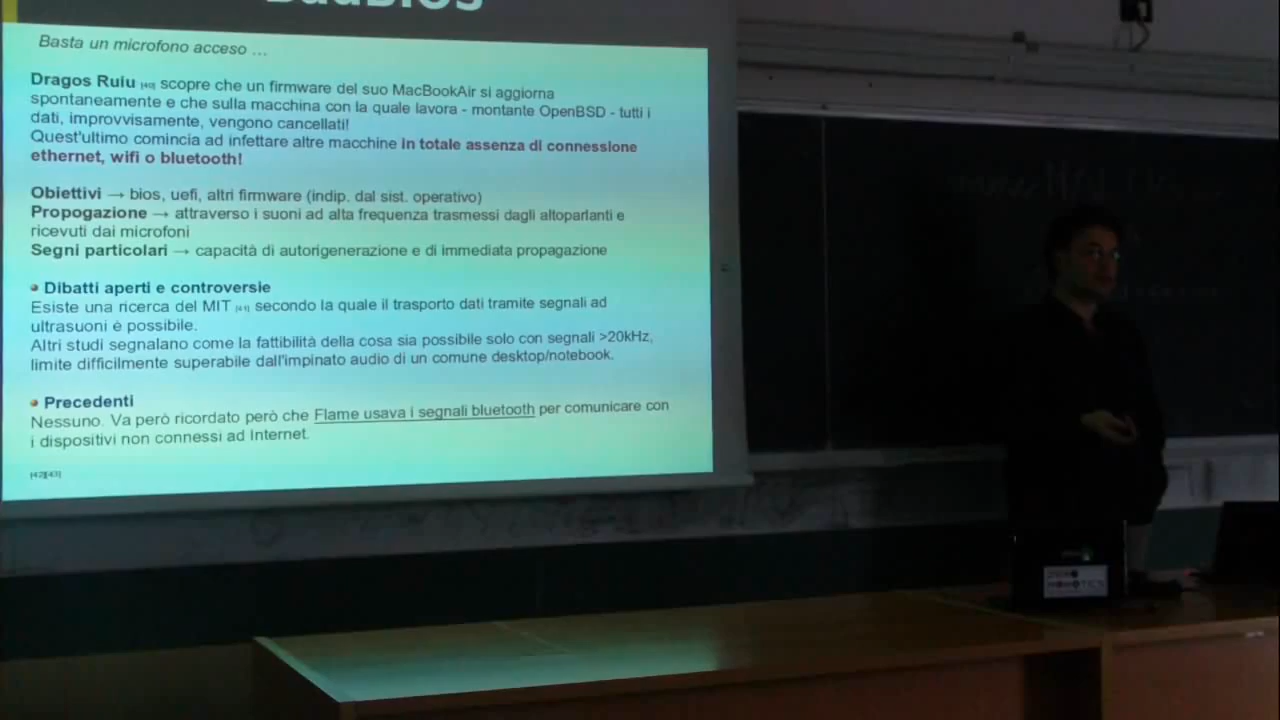 BadBIOS
Basta un microfono acceso ...
Dragos Ruiu [40] scopre che un firmware del suo MacBookAir si aggiorna
spontaneamente e che sulla macchina con la quale lavora - montante OpenBSD - tutti i
dati, improvvisamente, vengono cancellati!
Quest'ultimo comincia ad infettare altre macchine in totale assenza di connessione
ethernet, wifi o bluetooth!
Obiettivi → bios, uefi, altri firmware (indip. dal sist. operativo)
Propogazione → attraverso i suoni ad alta frequenza trasmessi dagli altoparlanti e
ricevuti dai microfoni
Segni particolari → capacità di autorigenerazione e di immediata propagazione
Dibatti aperti e controversie
Esiste una ricerca del MIT [41] secondo la quale il trasporto dati tramite segnali ad
ultrasuoni è possibile.
Altri studi segnalano come la fattibilità della cosa sia possibile solo con segnali >20kHz,
limite difficilmente superabile dall'impinato audio di un comune desktop/notebook.
Precedenti
Nessuno. Va però ricordato però che Flame usava i segnali bluetooth per comunicare con
i dispositivi non connessi ad Internet.
[42][43]
ZERO
ROBOTICS